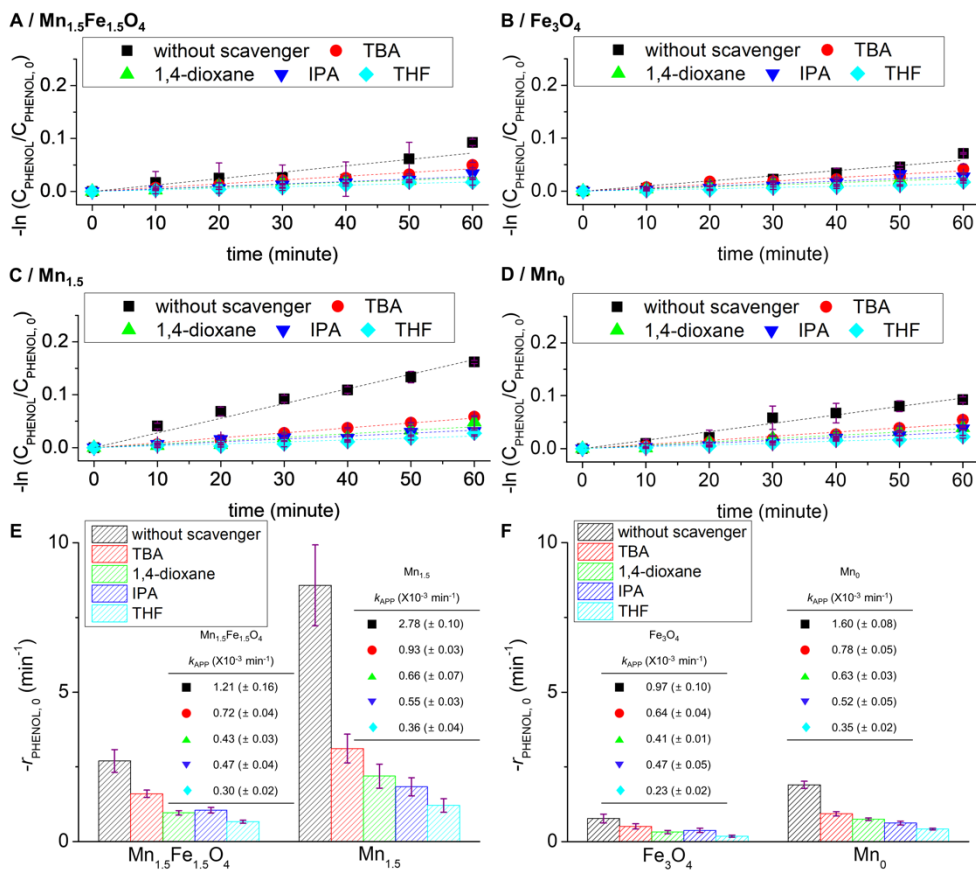 A / Mn1.5Fe1.5O4
without scavenger TBA
1,4-dioxane IPA THF
0.2
0.1
0.0
-ln (CPHENOL/CPHENOL, 0)
0 10 20 30 40 50 60
time (minute)
B / Fe3O4
without scavenger TBA
1,4-dioxane IPA THF
0.2
0.1
0.0
-ln (CPHENOL/CPHENOL, 0)
0 10 20 30 40 50 60
time (minute)
C / Mn1.5
without scavenger TBA
1,4-dioxane IPA THF
0.2
0.1
0.0
-ln (CPHENOL/CPHENOL, 0)
0 10 20 30 40 50 60
time (minute)
D / Mn0
without scavenger TBA
1,4-dioxane IPA THF
0.2
0.1
0.0
-ln (CPHENOL/CPHENOL, 0)
0 10 20 30 40 50 60
time (minute)
E
without scavenger
TBA
1,4-dioxane
IPA
THF
10
5
0
-rPHENOL, 0 (min-1)
Mn1.5Fe1.5O4
kAPP (X10-3 min-1)
1.21 (± 0.16)
0.72 (± 0.04)
0.43 (± 0.03)
0.47 (± 0.04)
0.30 (± 0.02)
Mn1.5
kAPP (X10-3 min-1)
2.78 (± 0.10)
0.93 (± 0.03)
0.66 (± 0.07)
0.55 (± 0.03)
0.36 (± 0.04)
Mn1.5Fe1.5O4 Mn1.5
F
without scavenger
TBA
1,4-dioxane
IPA
THF
10
5
0
-rPHENOL, 0 (min-1)
Fe3O4
kAPP (X10-3 min-1)
0.97 (± 0.10)
0.64 (± 0.04)
0.41 (± 0.01)
0.47 (± 0.05)
0.23 (± 0.02)
Mn0
kAPP (X10-3 min-1)
1.60 (± 0.08)
0.78 (± 0.05)
0.63 (± 0.03)
0.52 (± 0.05)
0.35 (± 0.02)
Fe3O4 Mn0